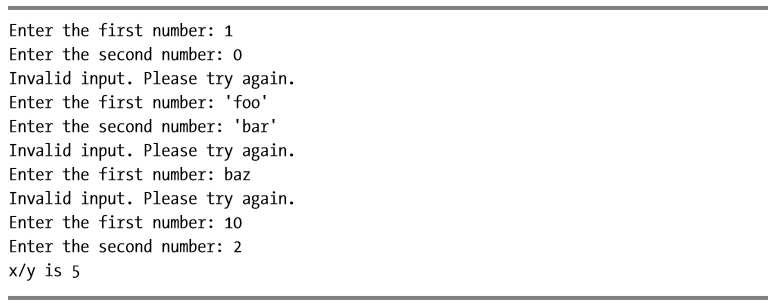 Enter the first number: 1
Enter the second number: 0
Invalid input. Please try again.
Enter the first number: 'foo'
Enter the second number: 'bar'
Invalid input. Please try again.
Enter the first number: baz
Invalid input. Please try again.
Enter the first number: 10
Enter the second number: 2
x/y is 5